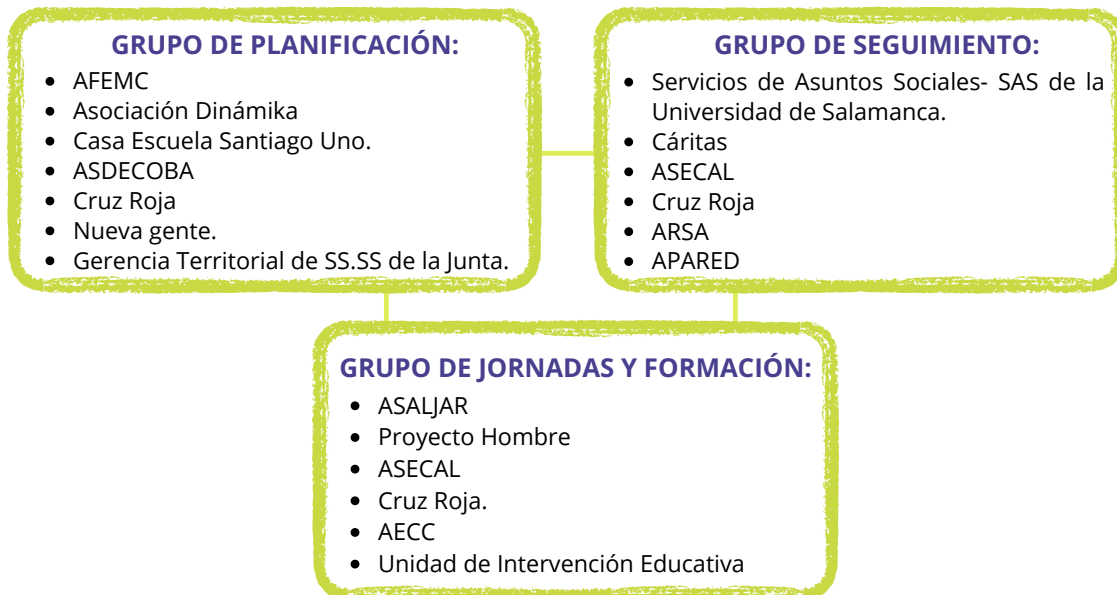 GRUPO DE PLANIFICACIÓN:
• AFEMC
• Asociación Dinámika
• Casa Escuela Santiago Uno.
• ASDECOBA
• Cruz Roja
• Nueva gente.
• Gerencia Territorial de SS.SS de la Junta.
GRUPO DE SEGUIMIENTO:
• Servicios de Asuntos Sociales- SAS de la
Universidad de Salamanca.
• Cáritas
• ASECAL
• Cruz Roja
• ARSA
• APARED
GRUPO DE JORNADAS Y FORMACIÓN:
• ASALJAR
• Proyecto Hombre
• ASECAL
• Cruz Roja.
• AECC
• Unidad de Intervención Educativa